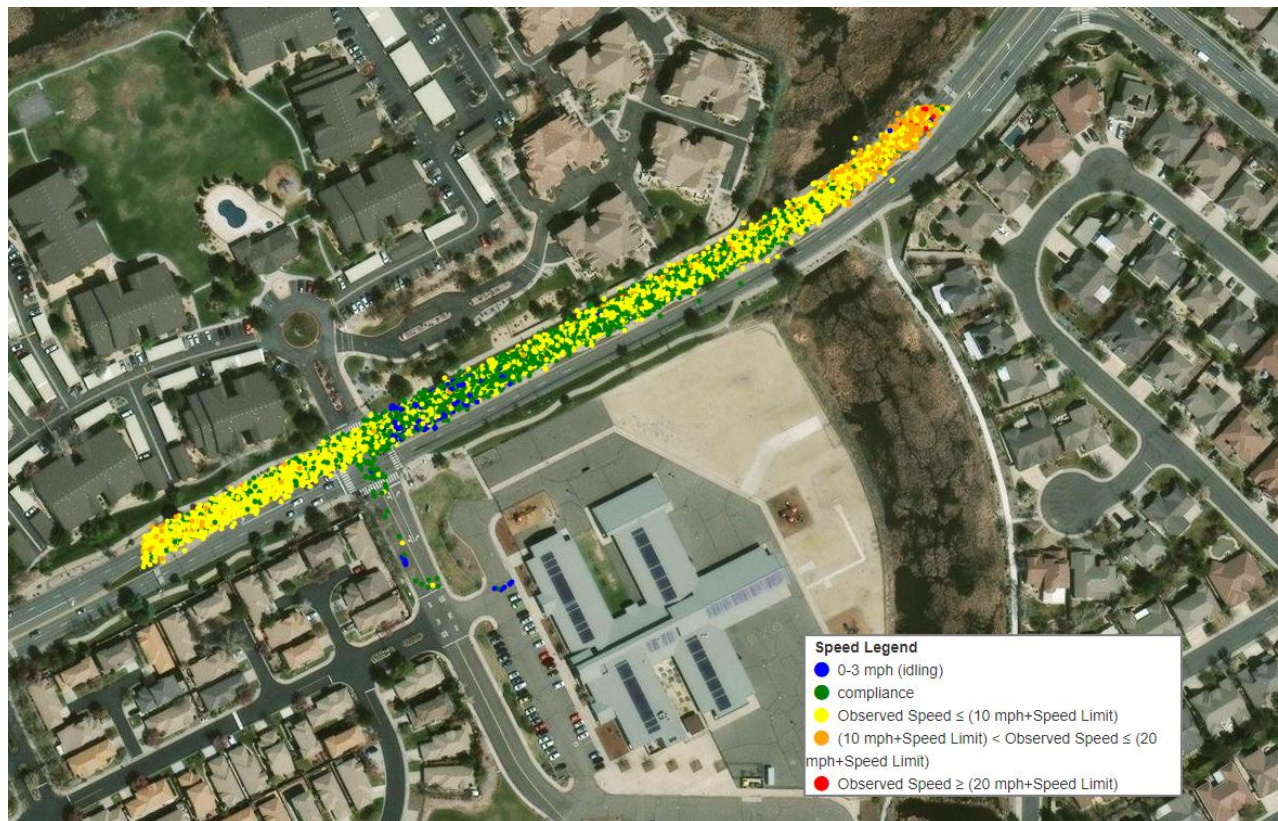 Speed Legend
0-3 mph (idling)
compliance
Observed Speed ≤ (10 mph+Speed Limit)
(10 mph+Speed Limit) < Observed Speed ≤ (20
mph+Speed Limit)
Observed Speed ≥ (20 mph+Speed Limit)